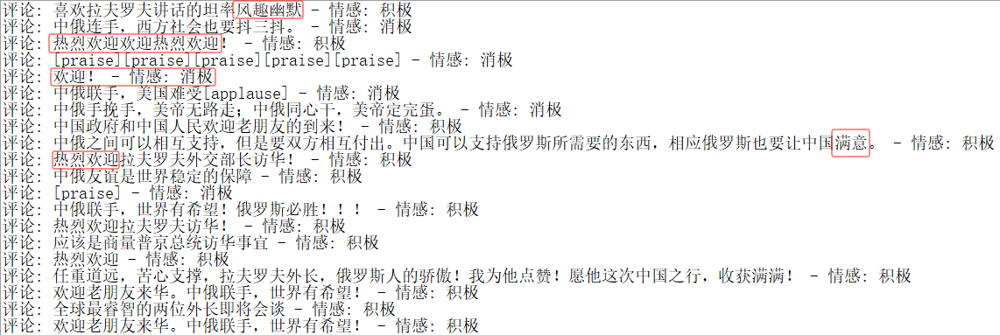 评论: 喜欢拉夫罗夫讲话的坦率风趣幽默 - 情感: 积极
评论: 中俄连手，西方社会也要抖三抖。 - 情感: 消极
评论: 热烈欢迎欢迎热烈欢迎! - 情感: 积极
评论: [praise][praise][praise][praise][praise] - 情感: 消极
评论: 欢迎! - 情感: 消极
评论: 中俄联手，美国难受[applause] - 情感: 消极
评论: 中俄手挽手，美帝无路走；中俄同心干，美帝定完蛋。 - 情感: 消极
评论: 中国政府和中国人民欢迎老朋友的到来! - 情感: 积极
评论: 中俄之间可以相互支持，但是要双方相互付出。中国可以支持俄罗斯所需要的东西，相应俄罗斯也要让中国满意。 - 情感: 积极
评论: 热烈欢迎拉夫罗夫外交部长访华! - 情感: 积极
评论: 中俄友谊是世界稳定的保障 - 情感: 积极
评论: [praise] - 情感: 消极
评论: 中俄联手，世界有希望! 俄罗斯必胜!!! - 情感: 积极
评论: 热烈欢迎拉夫罗夫访华! - 情感: 积极
评论: 应该是商量普京总统访华事宜 - 情感: 积极
评论: 热烈欢迎 - 情感: 积极
评论: 任重道远，苦心支撑，拉夫罗夫外长，俄罗斯人的骄傲! 我为他点赞! 愿他这次中国之行，收获满满! - 情感: 积极
评论: 欢迎老朋友来华。中俄联手，世界有希望! - 情感: 积极
评论: 全球最睿智的两位外长即将会谈 - 情感: 积极
评论: 欢迎老朋友来华。中俄联手，世界有希望! - 情感: 积极